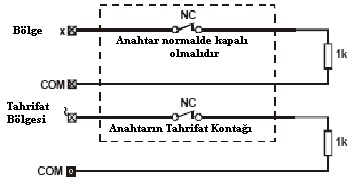 NC
Bölge x
Anahtar normalde kapalı
olmalıdır
1k
COM
Tahrifat
Bölgesi
NC
Anahtarın Tahrifat Kontağı
1k
COM